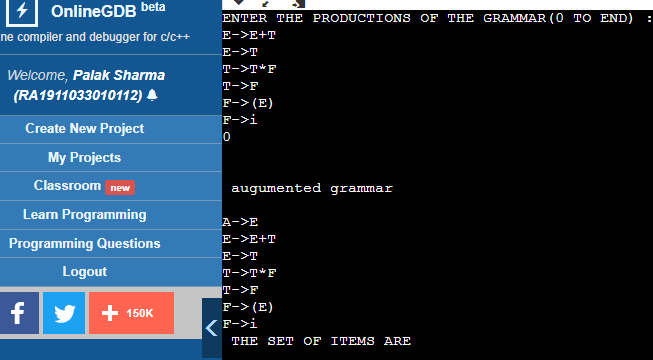 OnlineGDB beta
ne compiler and debugger for c/c++
Welcome, Palak Sharma
(RA1911033010112)
Create New Project
My Projects
Classroom new
Learn Programming
Programming Questions
Logout
150K
ENTER THE PRODUCTIONS OF THE GRAMMAR(0 TO END) :
E->E+T
E->T
T->T*F
T->F
F->(E)
F->i
0
augumented grammar
A->E
E->E+T
E->T
T->T*F
T->F
F->(E)
F->i
THE SET OF ITEMS ARE